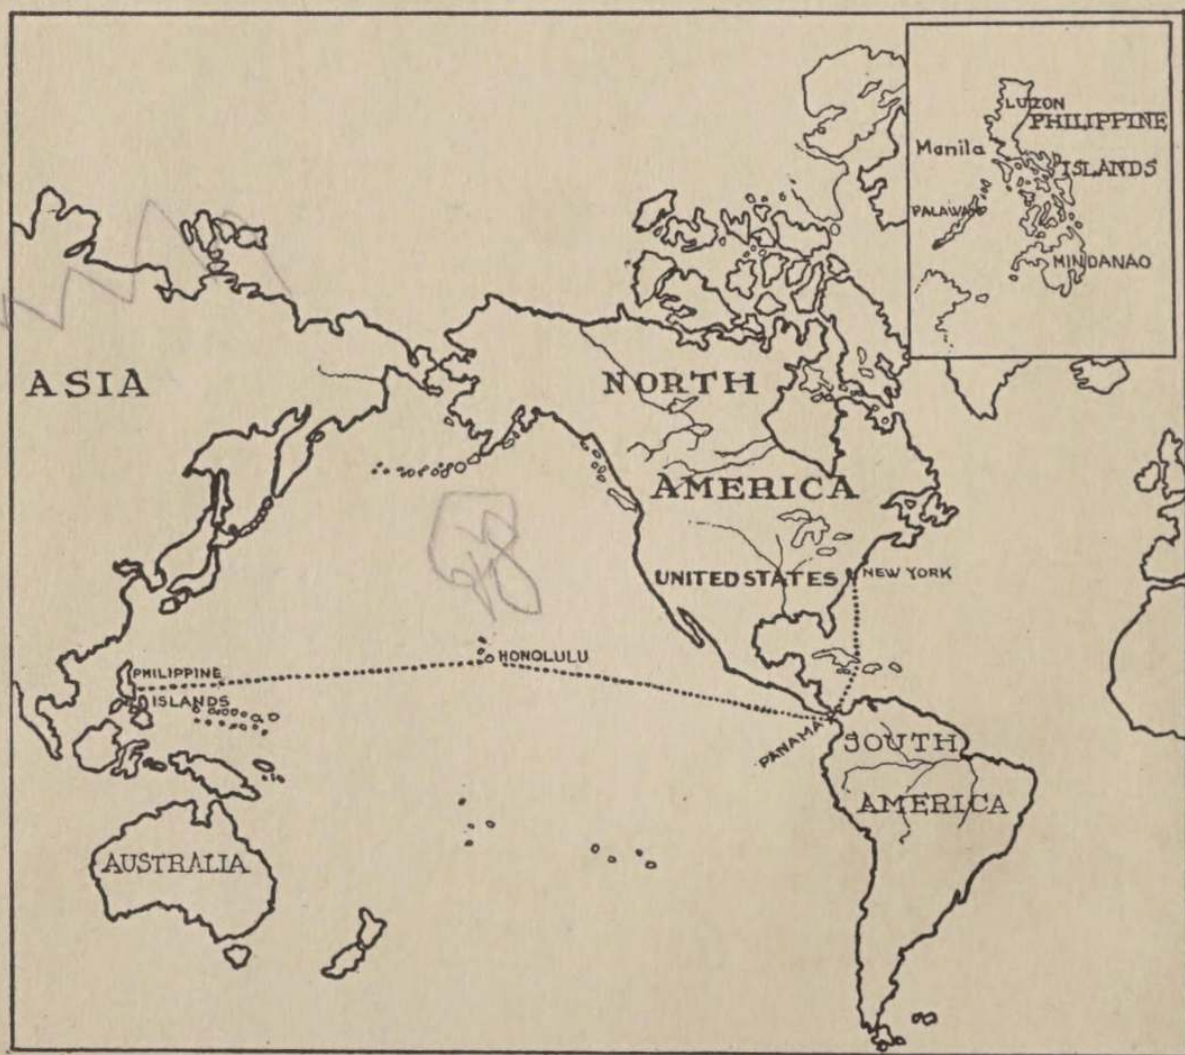 LUZON
PHILIPPINE
Manila
ISLANDS
PALAWAN
MINDANAO
ASIA
NORTH
AMERICA
UNITED STATES
NEW YORK
HONOLULU
PHILIPPINE
ISLANDS
PANAMA
SOUTH
AMERICA
AUSTRALIA